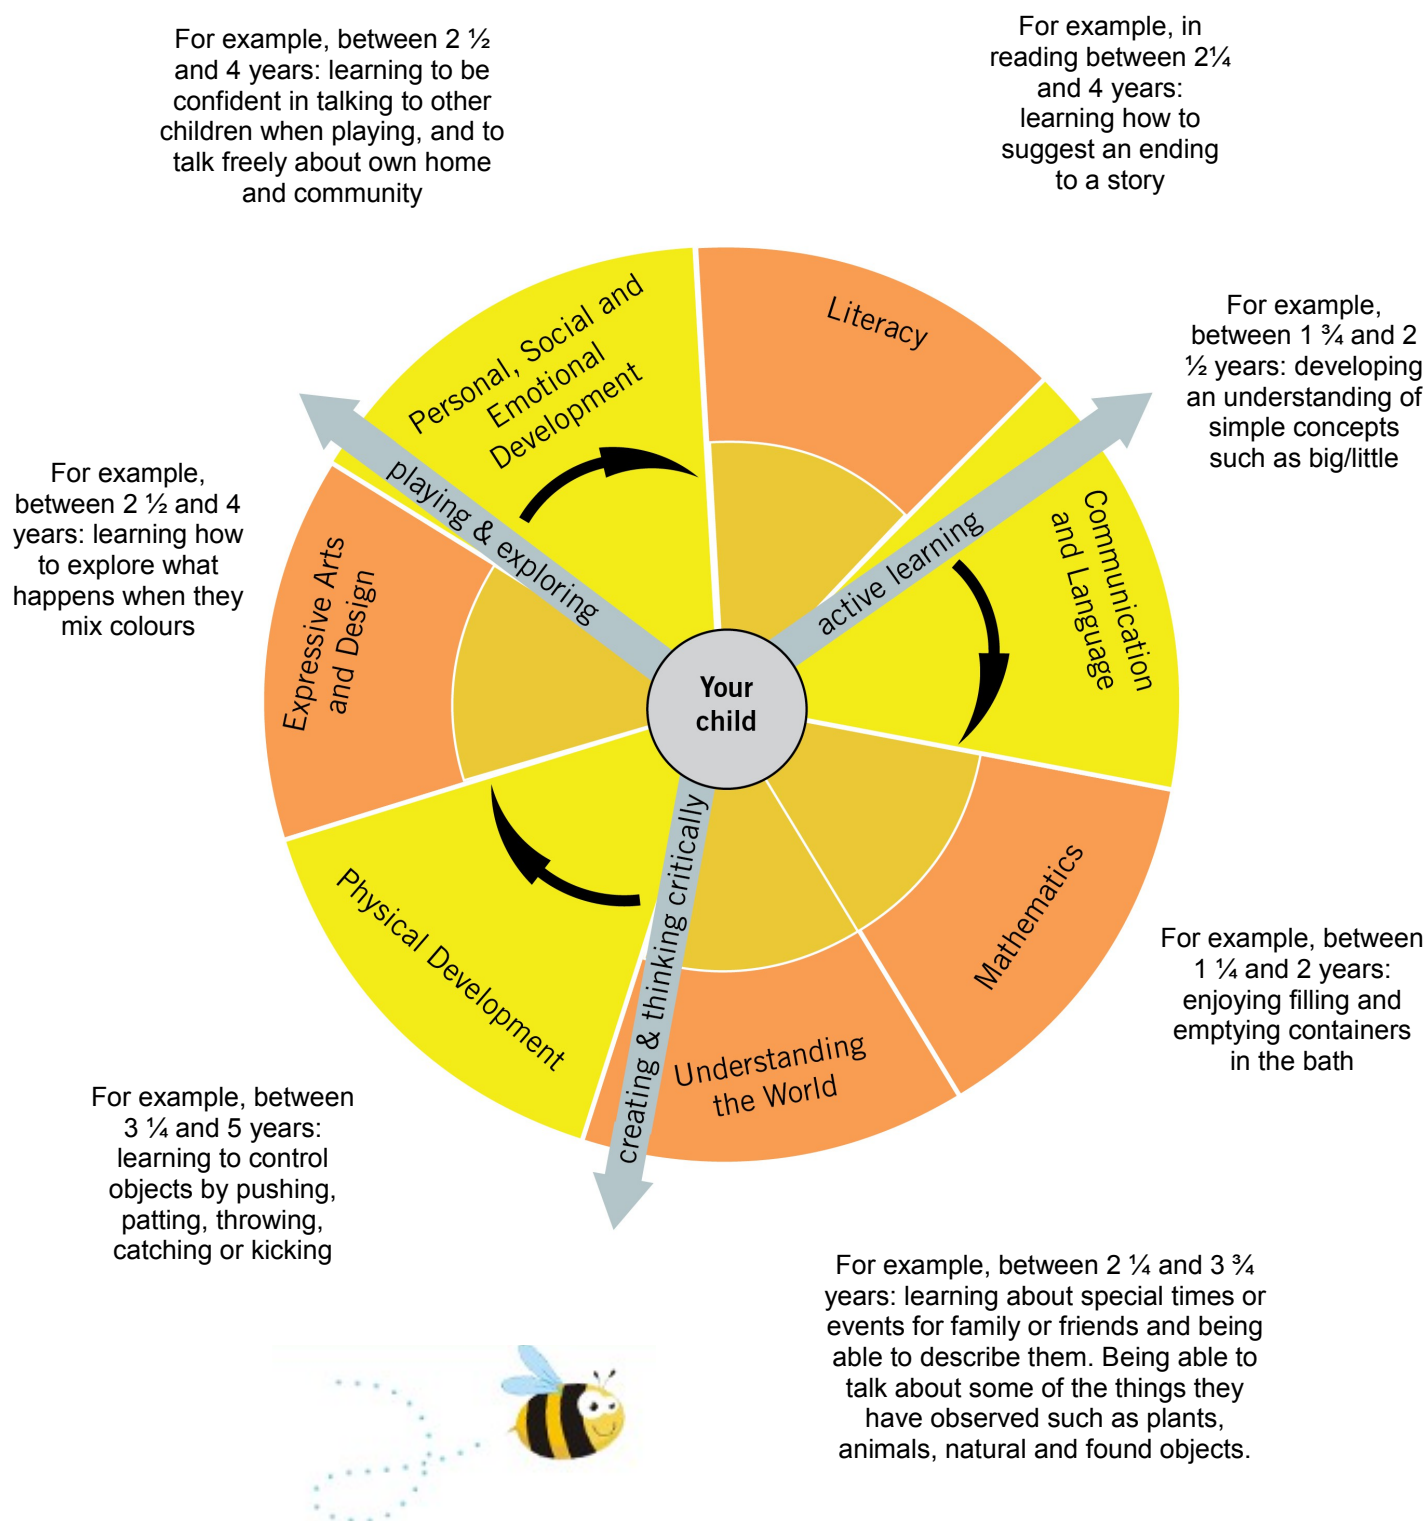 For example, between 2 ½
and 4 years: learning to be
confident in talking to other
children when playing, and to
talk freely about own home
and community
For example, in
reading between 2¼
and 4 years:
learning how to
suggest an ending
to a story
Personal, Social and
Emotional
Development
Literacy
For example,
between 1 ¾ and 2
½ years: developing
an understanding of
simple concepts
such as big/little
For example,
between 2 ½ and 4
years: learning how
to explore what
happens when they
mix colours
playing & exploring
active learning
Communication
and Language
Expressive Arts
and Design
Your
child
creating & thinking critically
Physical Development
Mathematics
Understanding
the World
For example, between
1 ¼ and 2 years:
enjoying filling and
emptying containers
in the bath
For example, between
3 ¼ and 5 years:
learning to control
objects by pushing,
patting, throwing,
catching or kicking
For example, between 2 ¼ and 3 ¾
years: learning about special times or
events for family or friends and being
able to describe them. Being able to
talk about some of the things they
have observed such as plants,
animals, natural and found objects.